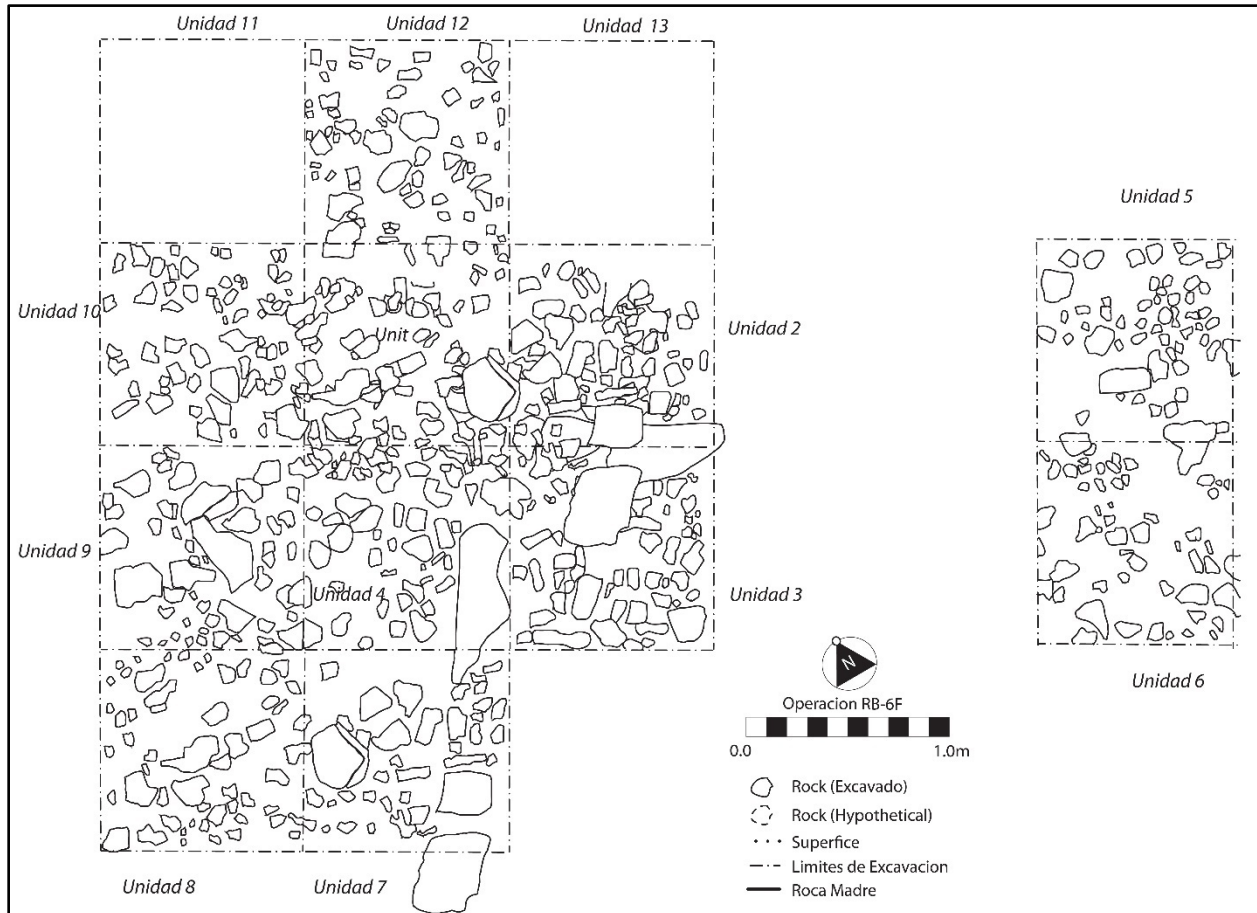 Unidad 11
Unidad 12
Unidad 13
Unidad 5
Unidad 10
Unit
Unidad 2
Unidad 9
Unidad 4
Unidad 3
N
Operacion RB-6F
0.0
1.0m
Unidad 6
Rock (Excavado)
Rock (Hypothetical)
Superfice
Limites de Excavacion
Roca Madre
Unidad 8
Unidad 7